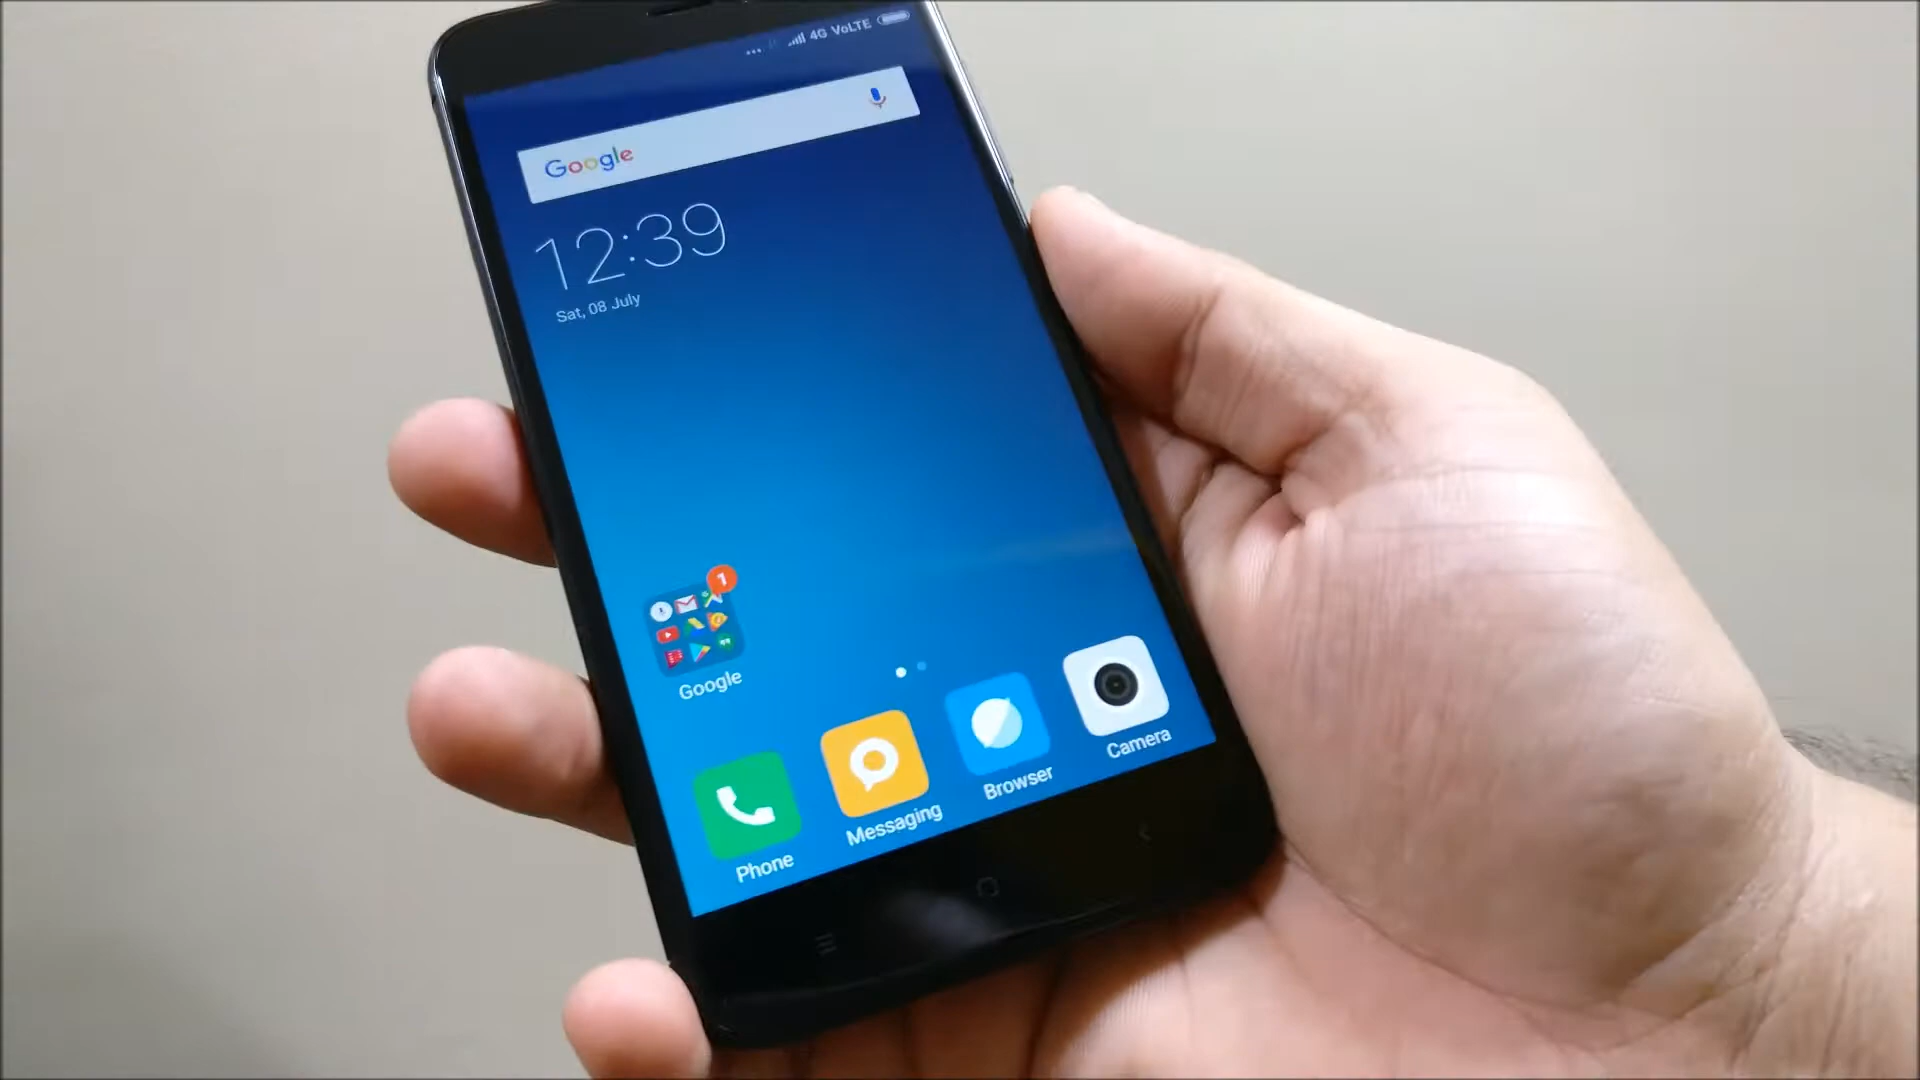 4G VoLTE
Google
12:39
Sat, 08 July
1
Google
Phone
Messaging
Browser
Camera